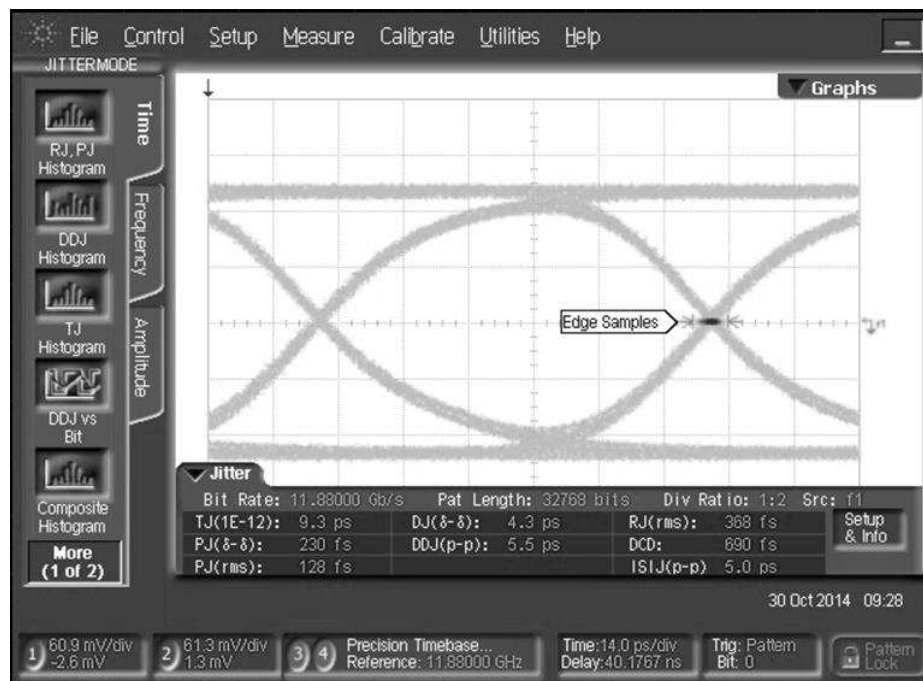 File Control Setup Measure Calibrate Utilities Help
JITTERMODE
Time
Frequency
Amplitude
RJ, PJ
Histogram
DDJ
Histogram
TJ
Histogram
DDJ vs
Bit
Composite
Histogram
More
(1 of 2)
Graphs
Edge Samples
Jitter
Bit Rate: 11.88000 Gb/s Pat Length: 32768 bits Div Ratio: 1:2 Src: f1
TJ(1E-12): 9.3 ps DJ(δ-δ): 4.3 ps RJ(rms): 368 fs
PJ(δ-δ): 230 fs DDJ(p-p): 5.5 ps DCD: 690 fs
PJ(rms): 128 fs ISIJ(p-p) 5.0 ps
Setup
& Info
30 Oct 2014 09:28
1 60.9 mV/div
-2.6 mV
2 61.3 mV/div
1.3 mV
3 4 Precision Timebase...
Reference: 11.88000 GHz
Time:14.0 ps/div
Delay:40.1767 ns
Trig: Pattern
Bit: 0
Pattern
Lock